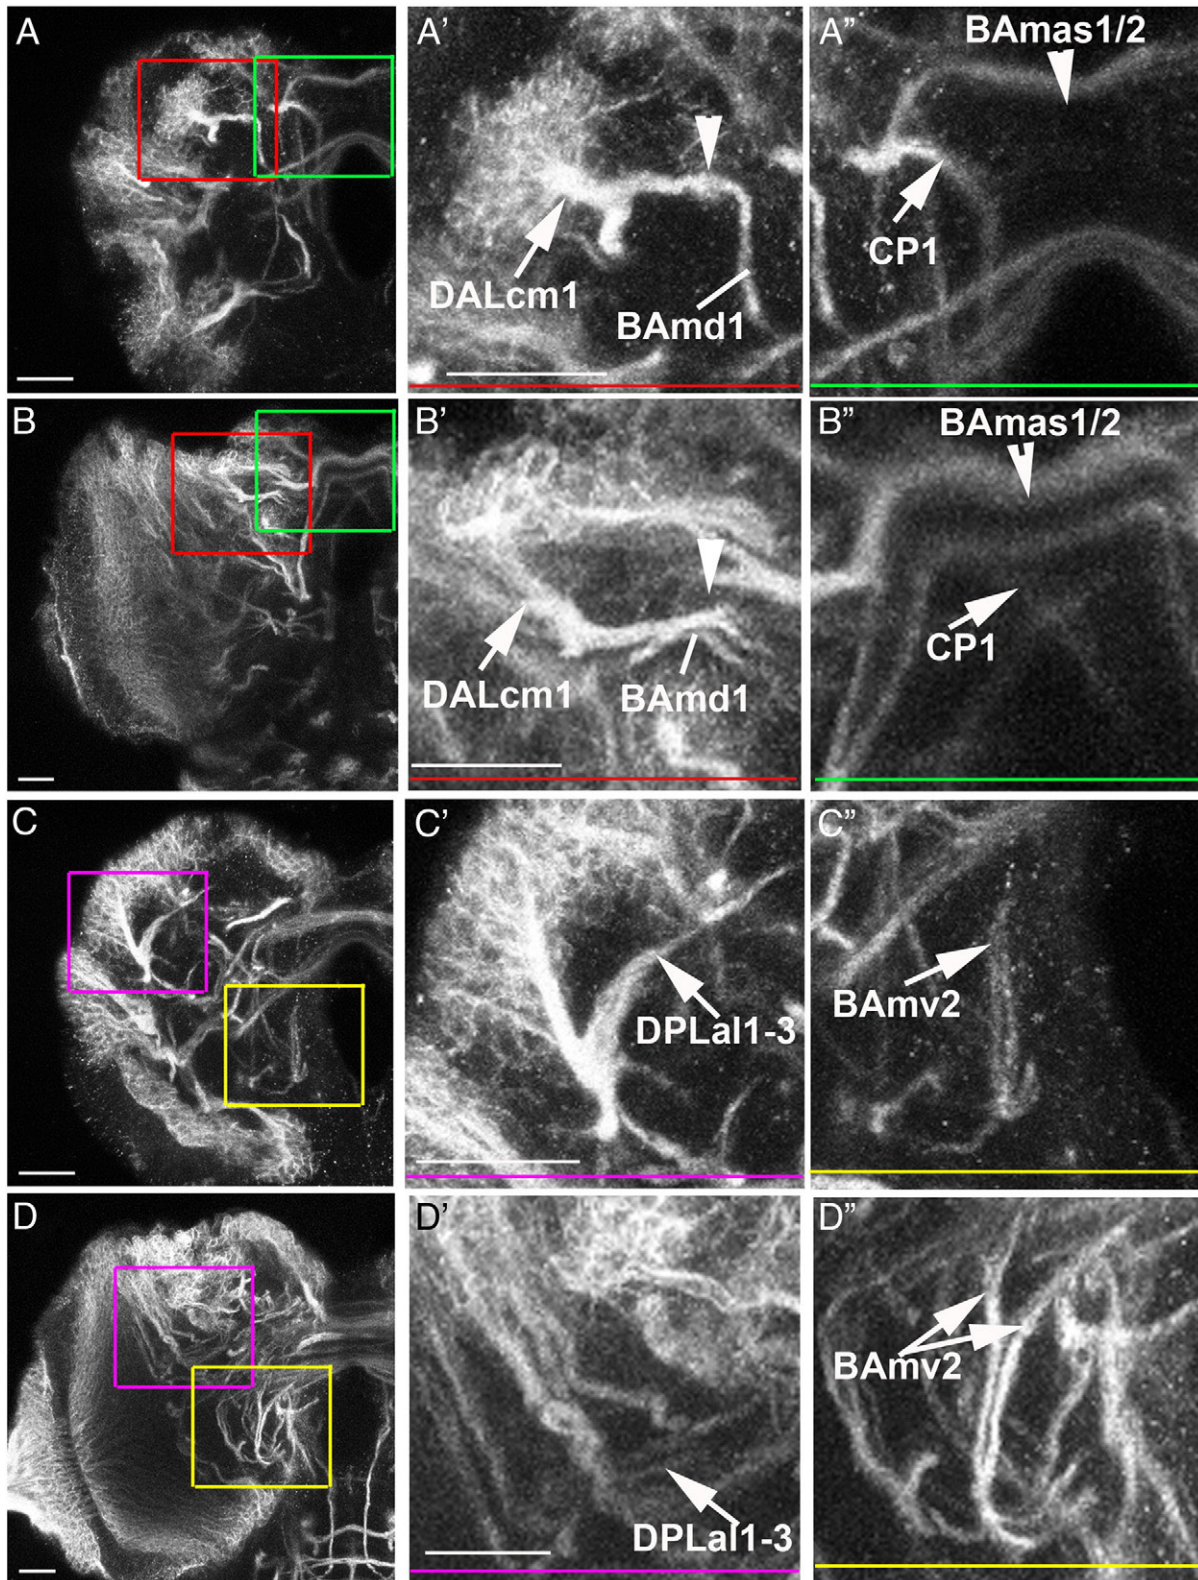 A
A'
A"
BAmas1/2
DALcm1
BAmd1
CP1
B
B'
B"
BAmas1/2
DALcm1
BAmd1
CP1
C
C'
C"
DPLal1-3
BAmv2
D
D'
D"
BAmv2
DPLal1-3